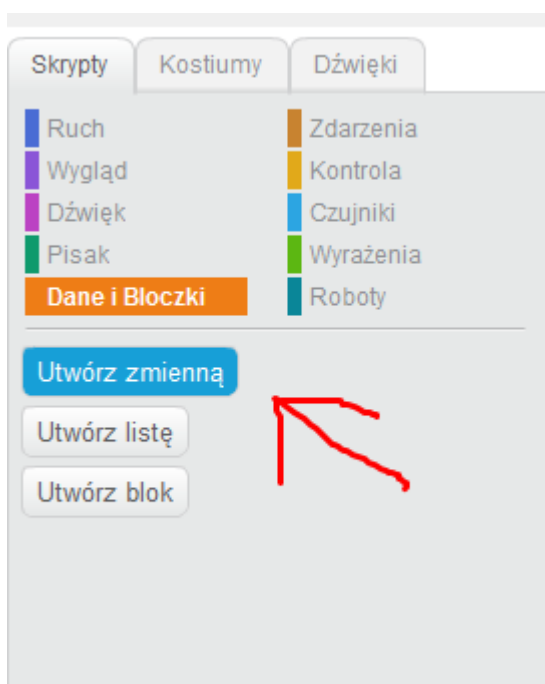 Skrypty Kostiumy Dźwięki
Ruch Zdarzenia
Wygląd Kontrola
Dźwięk Czujniki
Pisak Wyrażenia
Dane i Bloczki Roboty
Utwórz zmienną
Utwórz listę
Utwórz blok